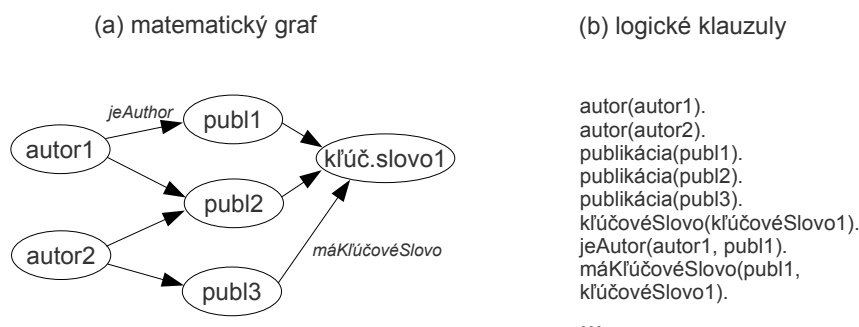 (a) matematický graf
jeAuthor
publ1
autor1
kľúč.slovo1
publ2
autor2
máKľúčovéSlovo
publ3
(b) logické klauzuly
autor(autor1).
autor(autor2).
publikácia(publ1).
publikácia(publ2).
publikácia(publ3).
kľúčovéSlovo(kľúčovéSlovo1).
jeAutor(autor1, publ1).
máKľúčovéSlovo(publ1,
kľúčovéSlovo1).
...